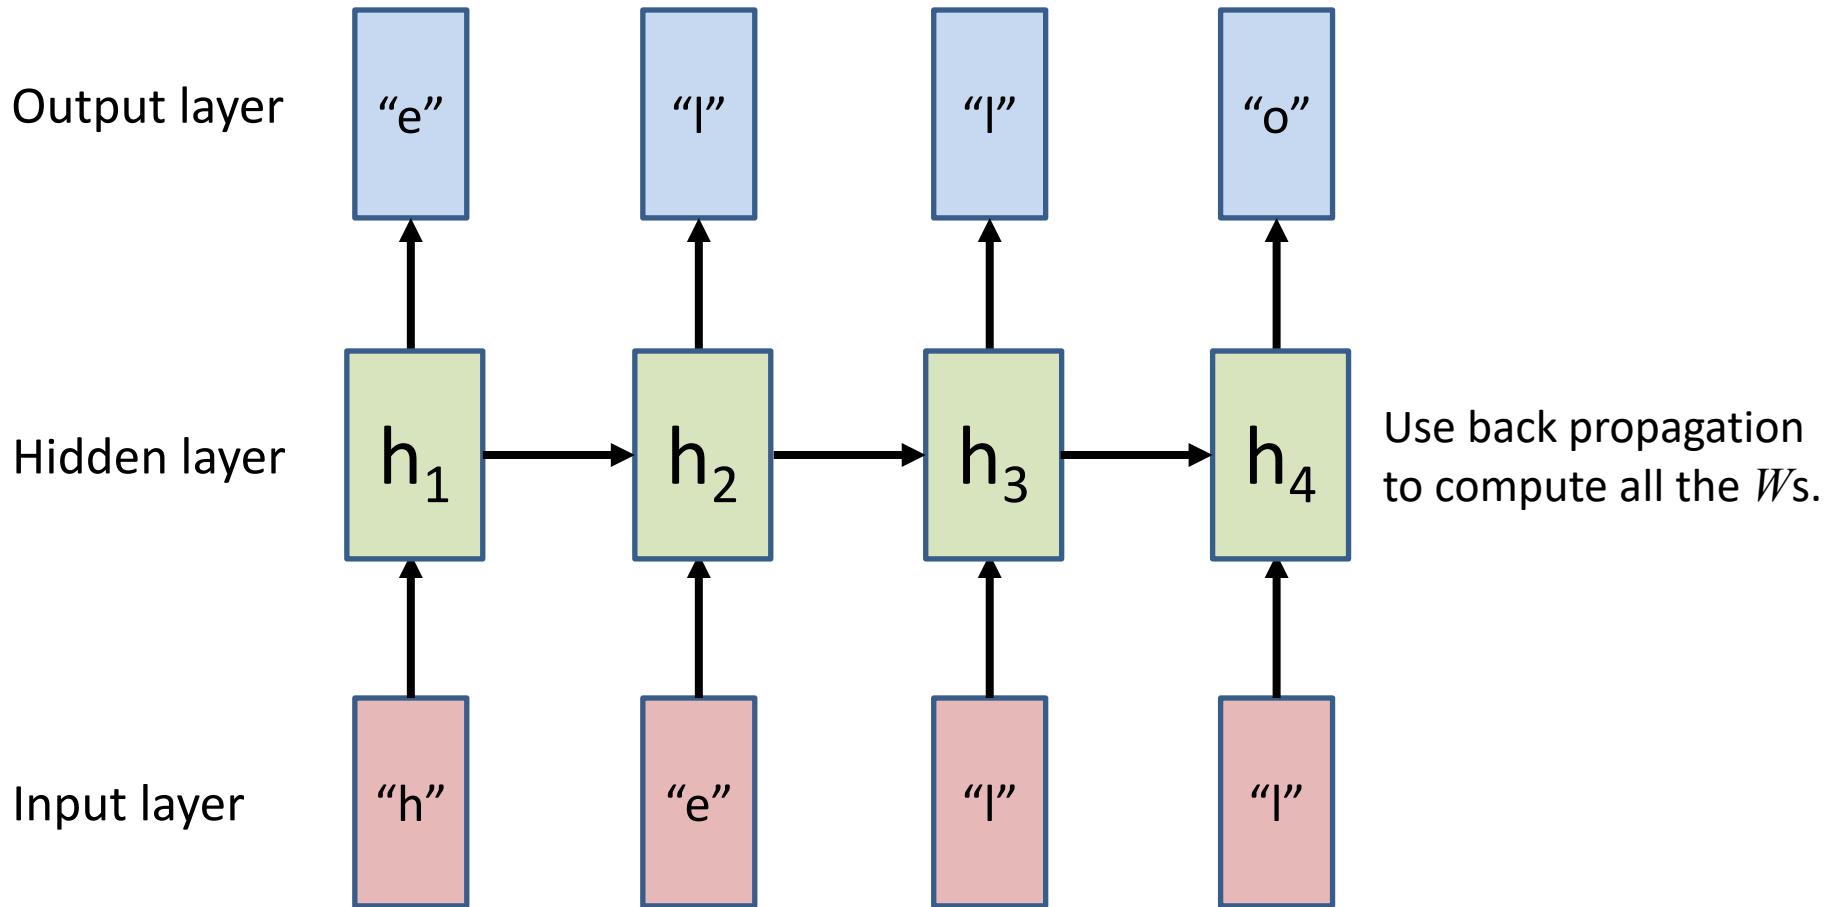 Output layer “e” “l” “l” “o”
Hidden layer h₁ h₂ h₃ h₄
Use back propagation
to compute all the Ws.
Input layer “h” “e” “l” “l”